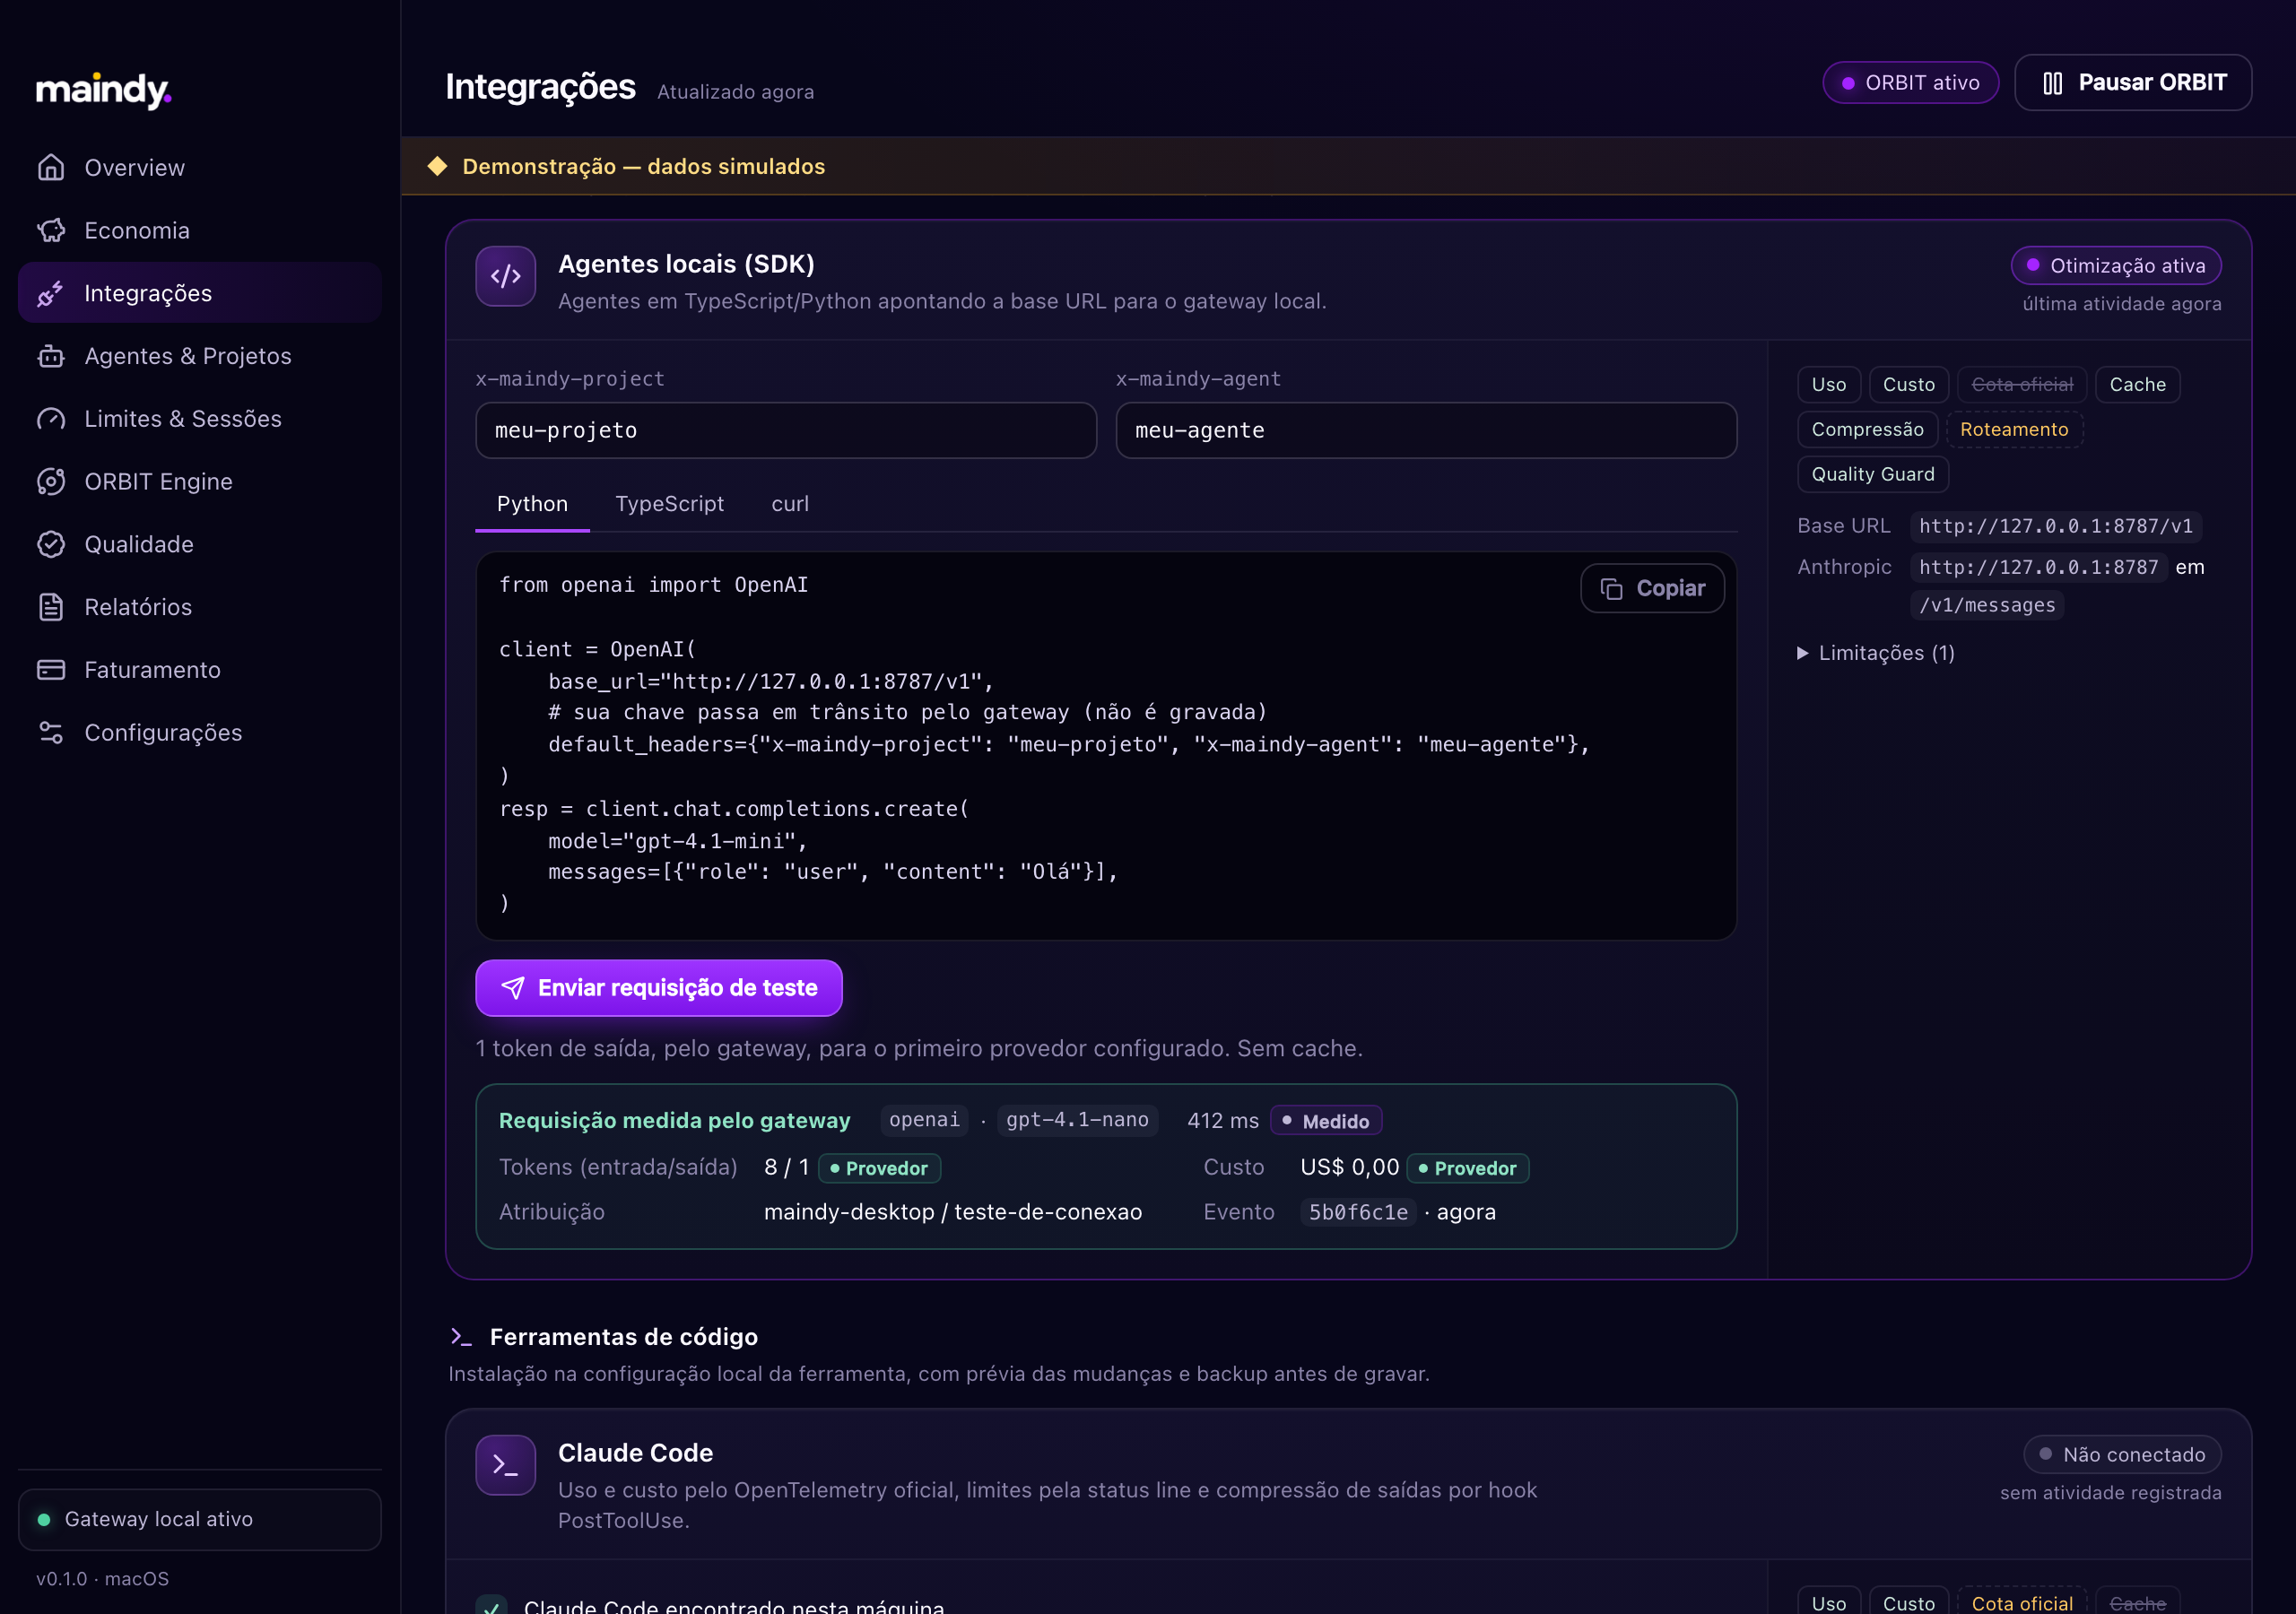 maindy.
Overview
Economia
Integrações
Agentes & Projetos
Limites & Sessões
ORBIT Engine
Qualidade
Relatórios
Faturamento
Configurações
Gateway local ativo
v0.1.0 · macOS
Integrações Atualizado agora
ORBIT ativo
Pausar ORBIT
Demonstração — dados simulados
</> Agentes locais (SDK)
Agentes em TypeScript/Python apontando a base URL para o gateway local.
Otimização ativa
última atividade agora
x-maindy-project
meu-projeto
x-maindy-agent
meu-agente
Python TypeScript curl
Copiar
from openai import OpenAI
client = OpenAI(
base_url="http://127.0.0.1:8787/v1",
# sua chave passa em trânsito pelo gateway (não é gravada)
default_headers={"x-maindy-project": "meu-projeto", "x-maindy-agent": "meu-agente"},
)
resp = client.chat.completions.create(
model="gpt-4.1-mini",
messages=[{"role": "user", "content": "Olá"}],
)
Enviar requisição de teste
1 token de saída, pelo gateway, para o primeiro provedor configurado. Sem cache.
Requisição medida pelo gateway openai · gpt-4.1-nano 412 ms Medido
Tokens (entrada/saída) 8 / 1 Provedor Custo US$ 0,00 Provedor
Atribuição maindy-desktop / teste-de-conexao Evento 5b0f6c1e · agora
Uso Custo Cota oficial Cache
Compressão Roteamento
Quality Guard
Base URL http://127.0.0.1:8787/v1
Anthropic http://127.0.0.1:8787 em
/v1/messages
Limitações (1)
Ferramentas de código
Instalação na configuração local da ferramenta, com prévia das mudanças e backup antes de gravar.
Claude Code
Uso e custo pelo OpenTelemetry oficial, limites pela status line e compressão de saídas por hook
PostToolUse.
Não conectado
sem atividade registrada
Claude Code encontrado nesta máquina
Uso Custo Cota oficial Cache